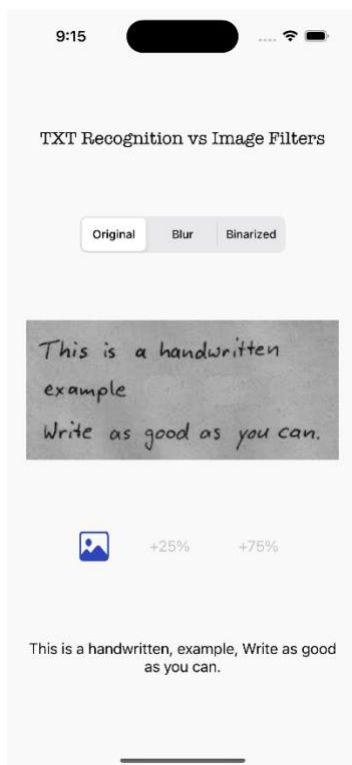 9:15
TXT Recognition vs Image Filters
Original Blur Binarized
This is a handwritten
example
Write as good as you can.
+25% +75%
This is a handwritten, example, Write as good
as you can.